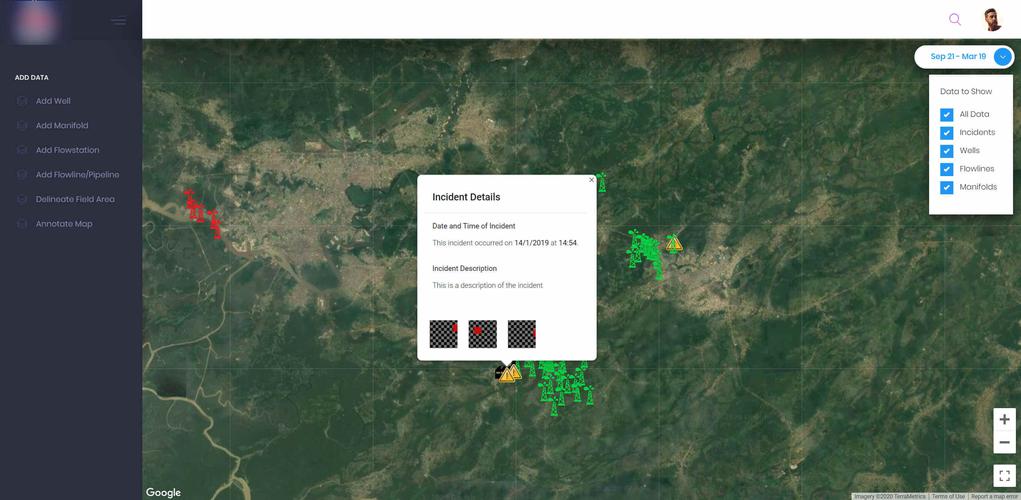 Sep 21 - Mar 19
ADD DATA
Add Well
Add Manifold
Add Flowstation
Add Flowline/Pipeline
Delineate Field Area
Annotate Map
Data to Show
All Data
Incidents
Wells
Flowlines
Manifolds
Incident Details
Date and Time of Incident
This incident occurred on 14/1/2019 at 14:54.
Incident Description
This is a description of the incident
Google
Imagery ©2020 TerraMetrics
Terms of Use
Report a map error